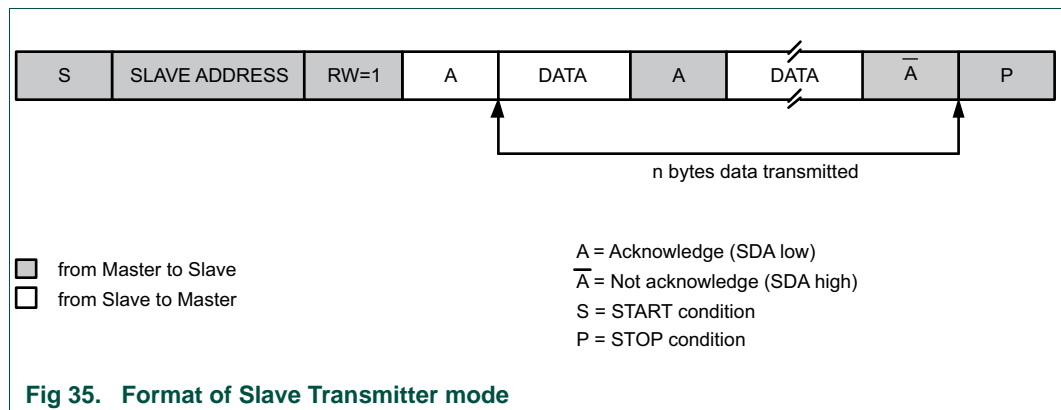 S SLAVE ADDRESS RW=1 A DATA A DATA A̅ P
n bytes data transmitted
from Master to Slave
from Slave to Master
A = Acknowledge (SDA low)
A̅ = Not acknowledge (SDA high)
S = START condition
P = STOP condition
Fig 35. Format of Slave Transmitter mode